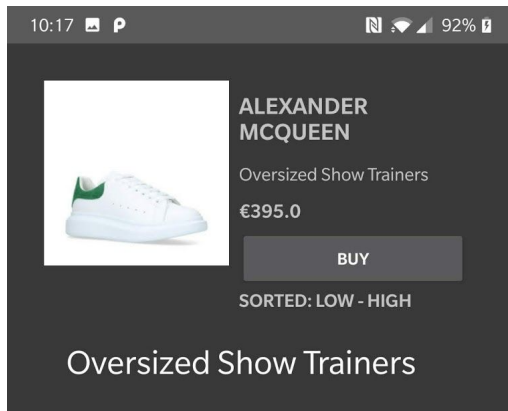 10:17
92%
ALEXANDER
MCQUEEN
Oversized Show Trainers
€395.0
BUY
SORTED: LOW - HIGH
Oversized Show Trainers